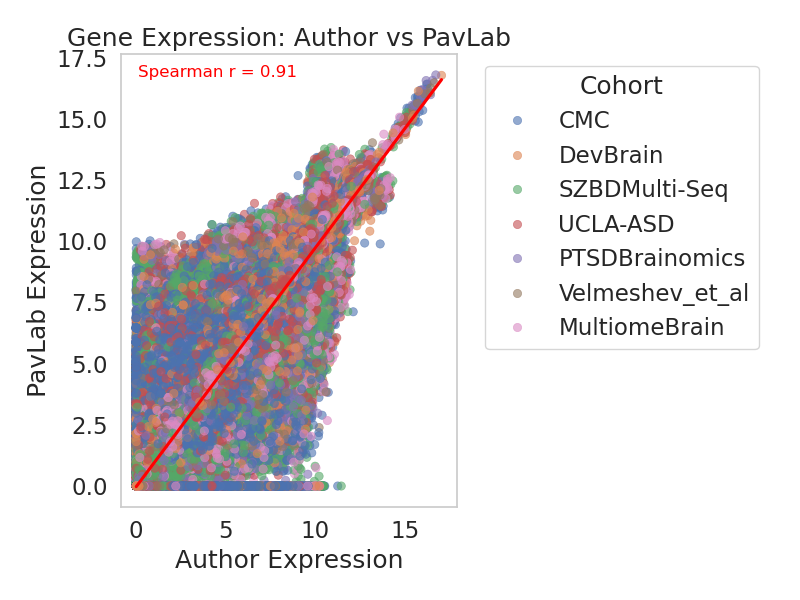 Gene Expression: Author vs PavLab
Spearman r = 0.91
17.5
15.0
12.5
10.0
7.5
5.0
2.5
0.0
PavLab Expression
0
5
10
15
Author Expression
Cohort
CMC
DevBrain
SZBDMulti-Seq
UCLA-ASD
PTSDBrainomics
Velmeshev_et_al
MultiomeBrain